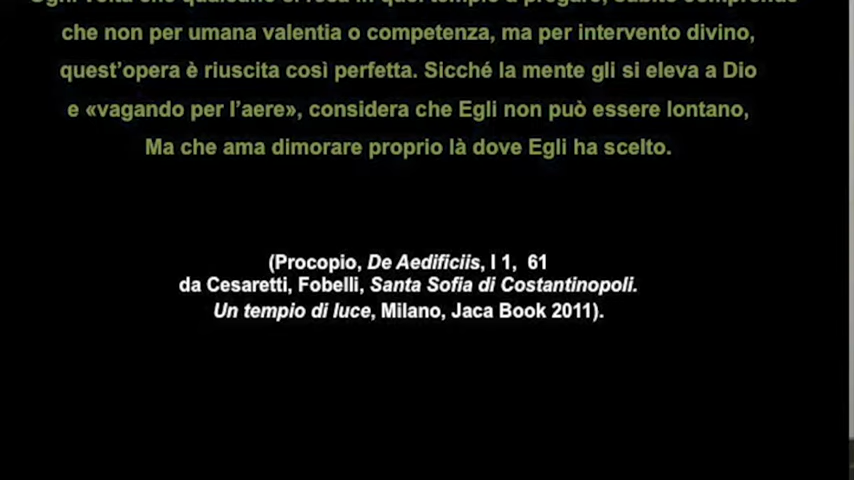 che non per umana valentia o competenza, ma per intervento divino,
quest'opera è riuscita così perfetta. Sicché la mente gli si eleva a Dio
e «vagando per l'aere», considera che Egli non può essere lontano,
Ma che ama dimorare proprio là dove Egli ha scelto.
(Procopio, De Aedificiis, I 1, 61
da Cesaretti, Fobelli, Santa Sofia di Costantinopoli.
Un tempio di luce, Milano, Jaca Book 2011).